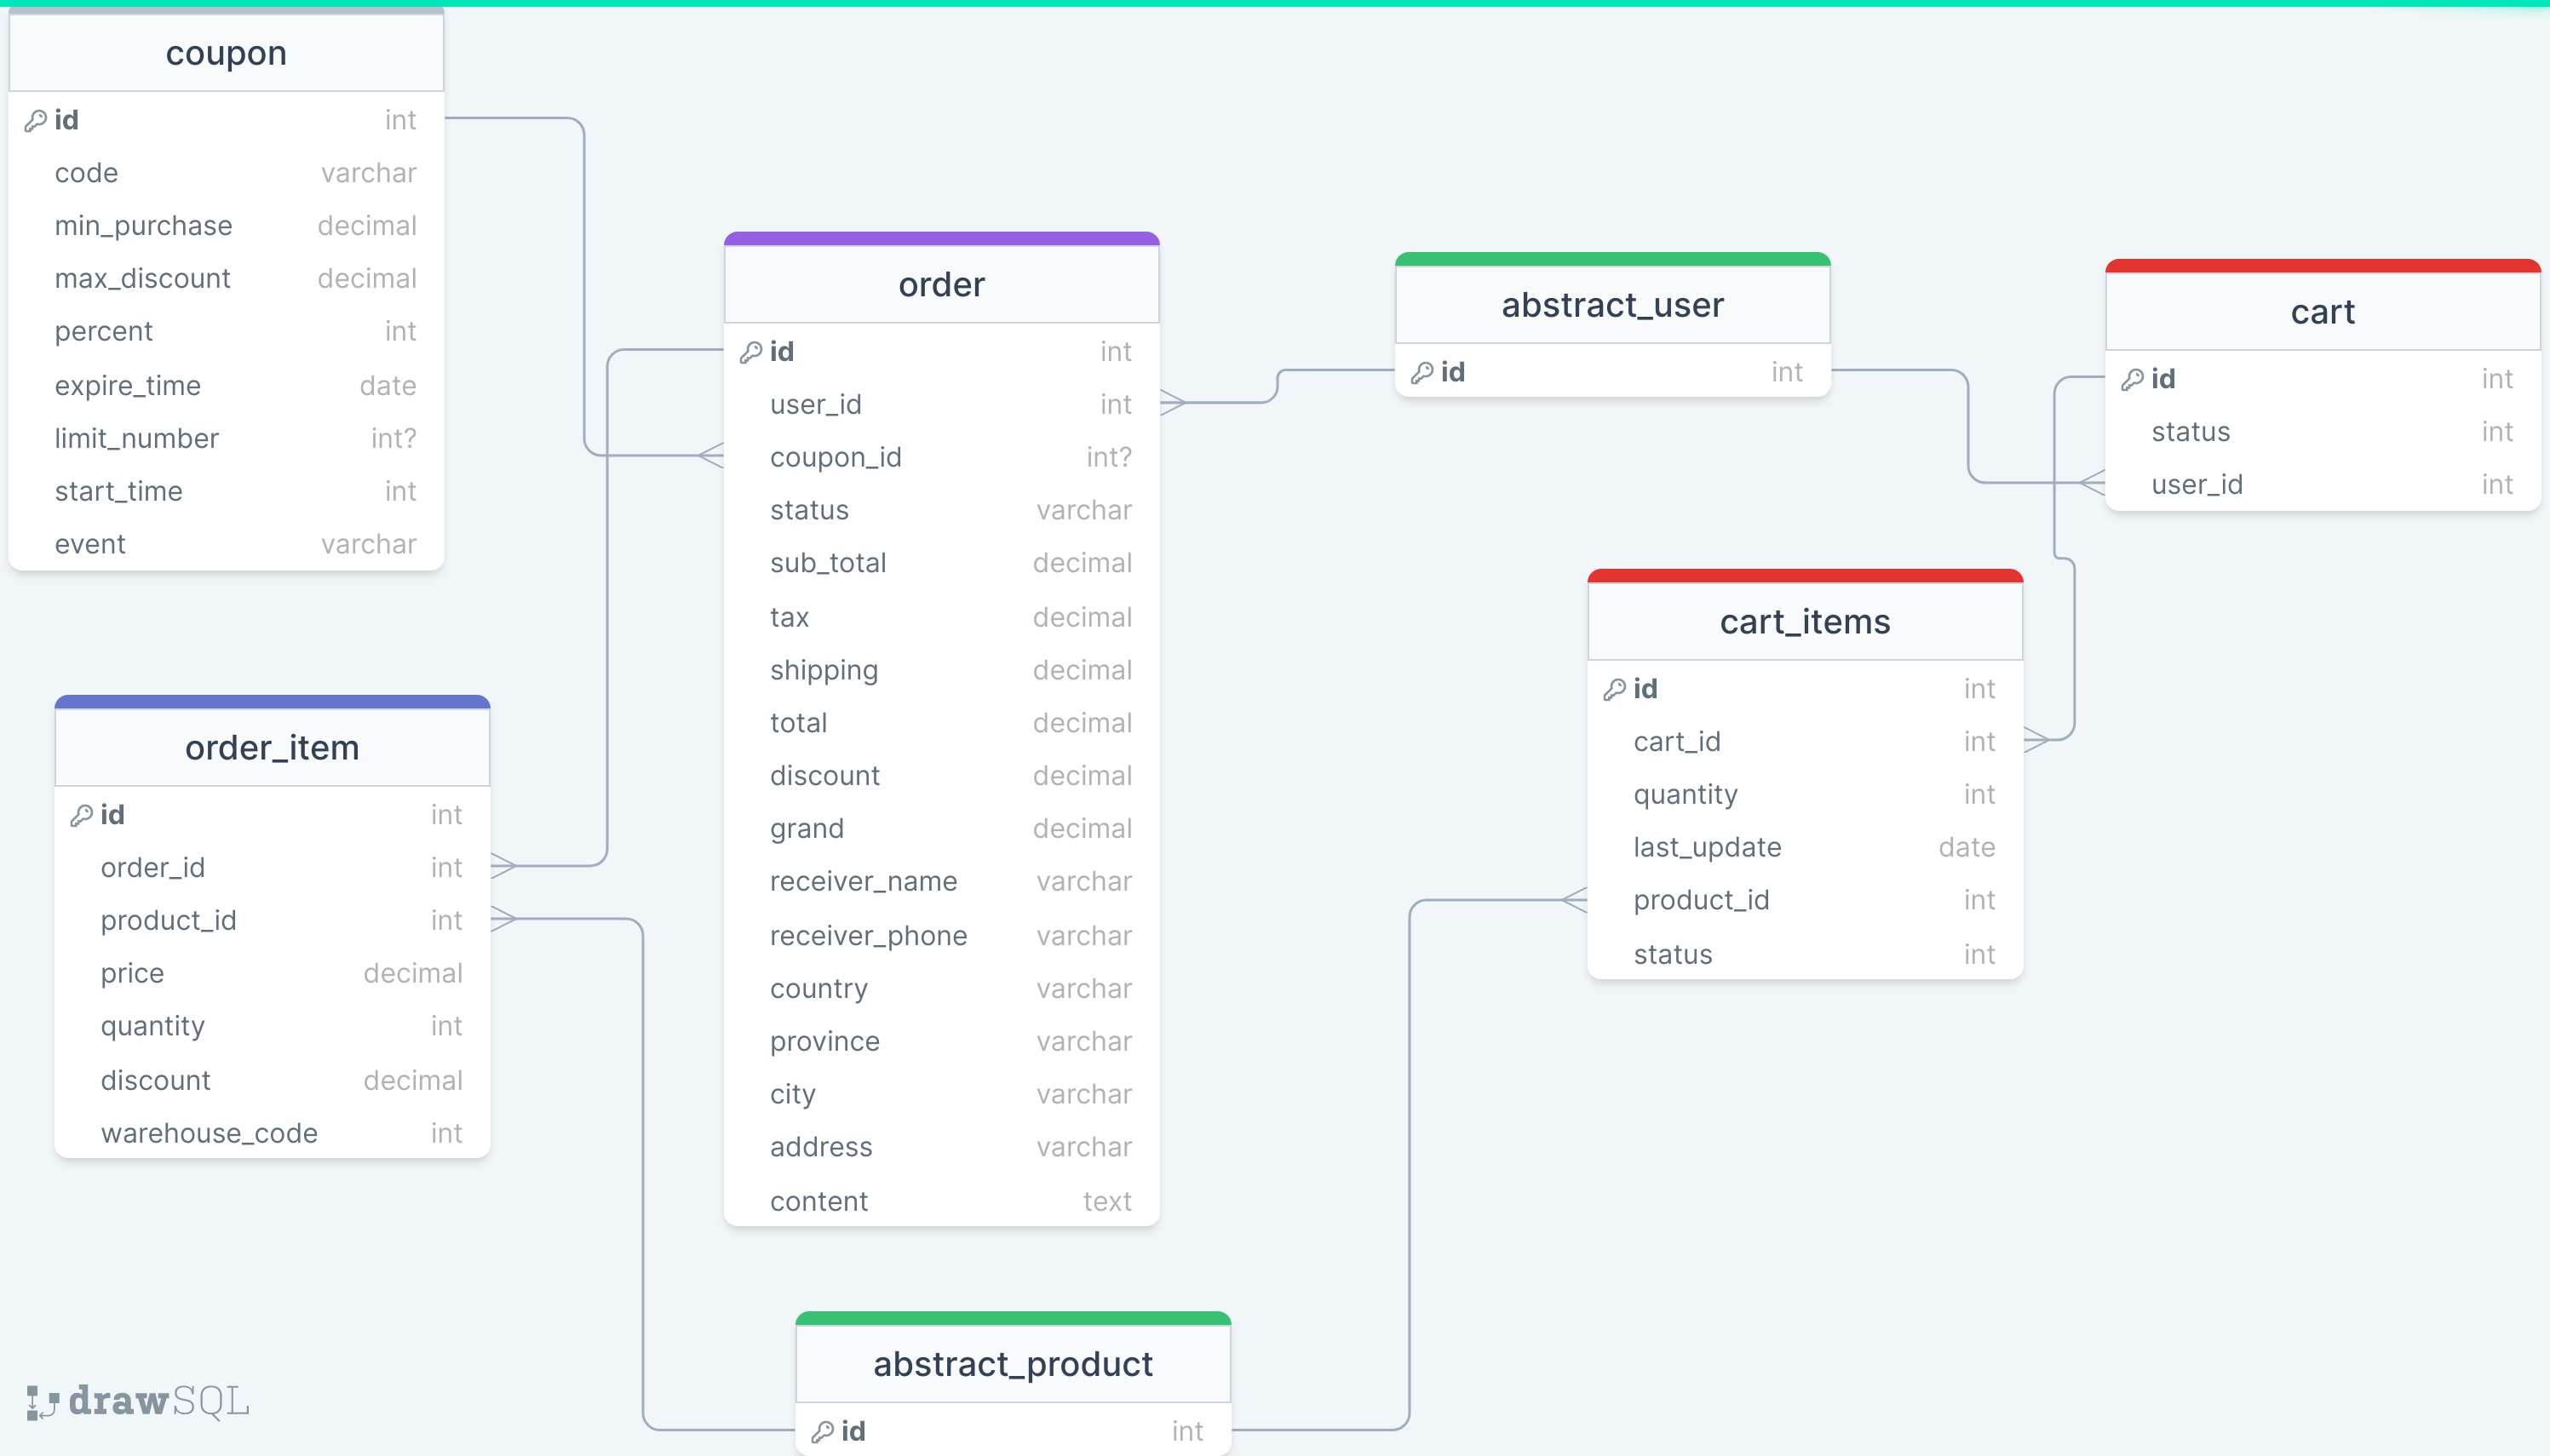 coupon
id int
code varchar
min_purchase decimal
max_discount decimal
percent int
expire_time date
limit_number int?
start_time int
event varchar
order
id int
user_id int
coupon_id int?
status varchar
sub_total decimal
tax decimal
shipping decimal
total decimal
discount decimal
grand decimal
receiver_name varchar
receiver_phone varchar
country varchar
province varchar
city varchar
address varchar
content text
abstract_user
id int
cart
id int
status int
user_id int
cart_items
id int
cart_id int
quantity int
last_update date
product_id int
status int
order_item
id int
order_id int
product_id int
price decimal
quantity int
discount decimal
warehouse_code int
abstract_product
id int
drawSQL